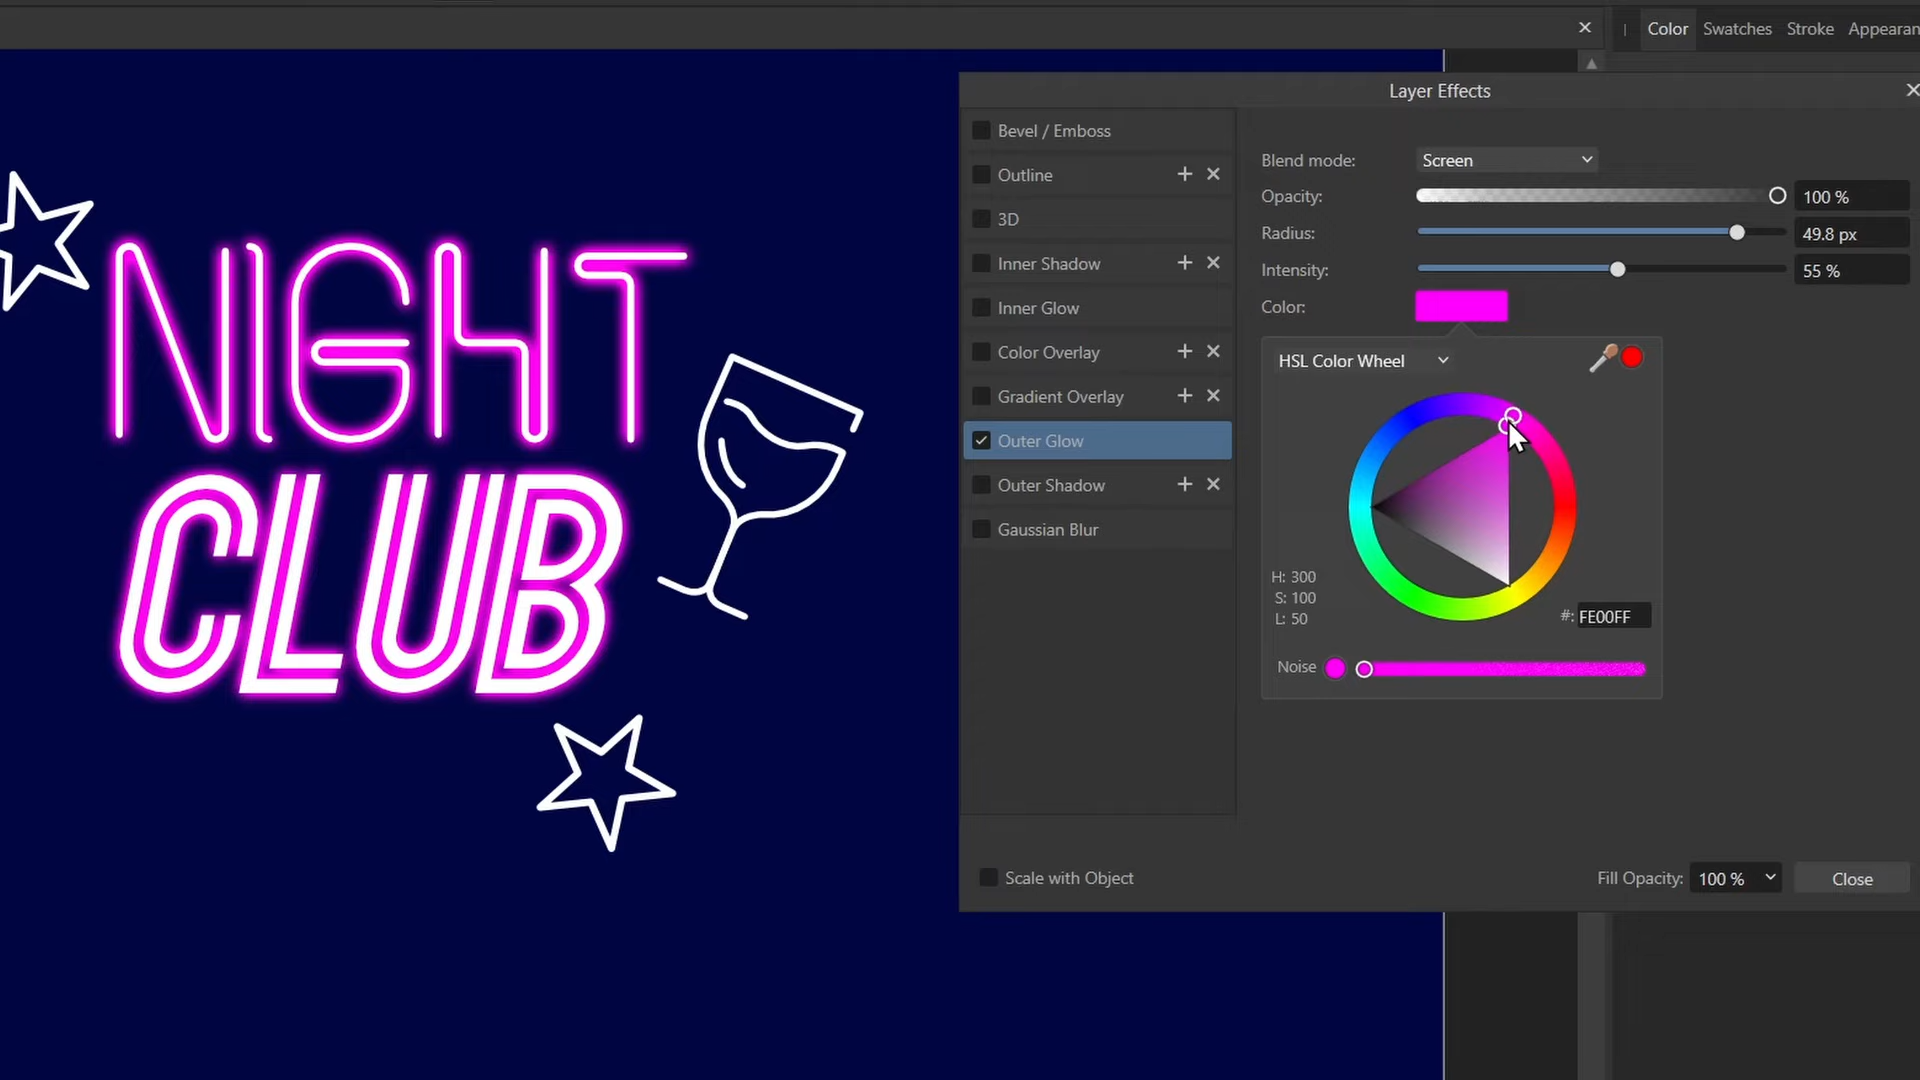 Color Swatches Stroke Appearan
Layer Effects
Bevel / Emboss
Outline
3D
Inner Shadow
Inner Glow
Color Overlay
Gradient Overlay
Outer Glow
Outer Shadow
Gaussian Blur
Blend mode: Screen
Opacity: 100 %
Radius: 49.8 px
Intensity: 55 %
Color:
HSL Color Wheel
H: 300
S: 100
L: 50
#: FE00FF
Noise
Scale with Object
Fill Opacity: 100 % Close
NIGHT
CLUB